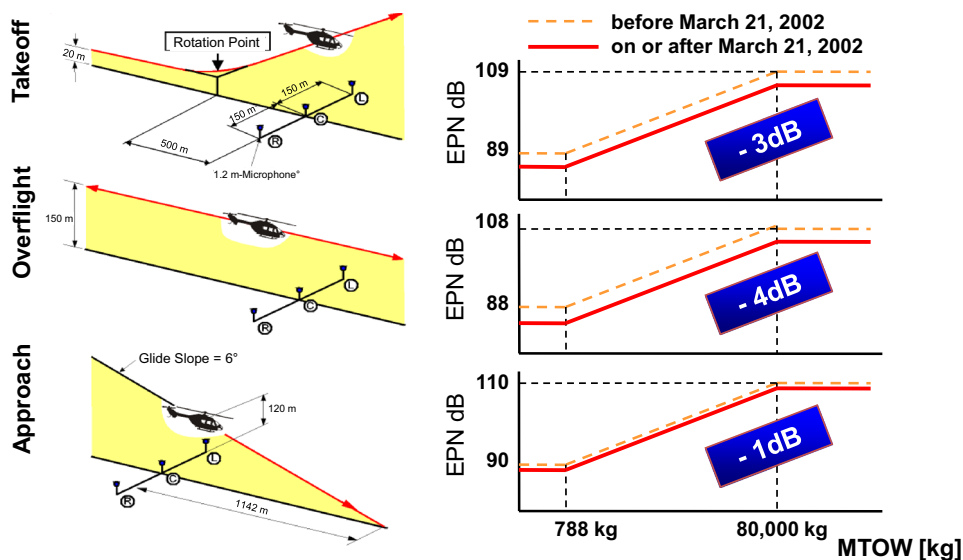 Takeoff
20 m
Rotation Point
150 m
150 m
500 m
L
C
R
1.2 m-Microphone°
Overflight
150 m
L
C
R
Approach
Glide Slope = 6°
120 m
L
C
R
1142 m
before March 21, 2002
on or after March 21, 2002
EPN dB
109
89
- 3dB
EPN dB
108
88
- 4dB
EPN dB
110
90
- 1dB
788 kg
80,000 kg
MTOW [kg]